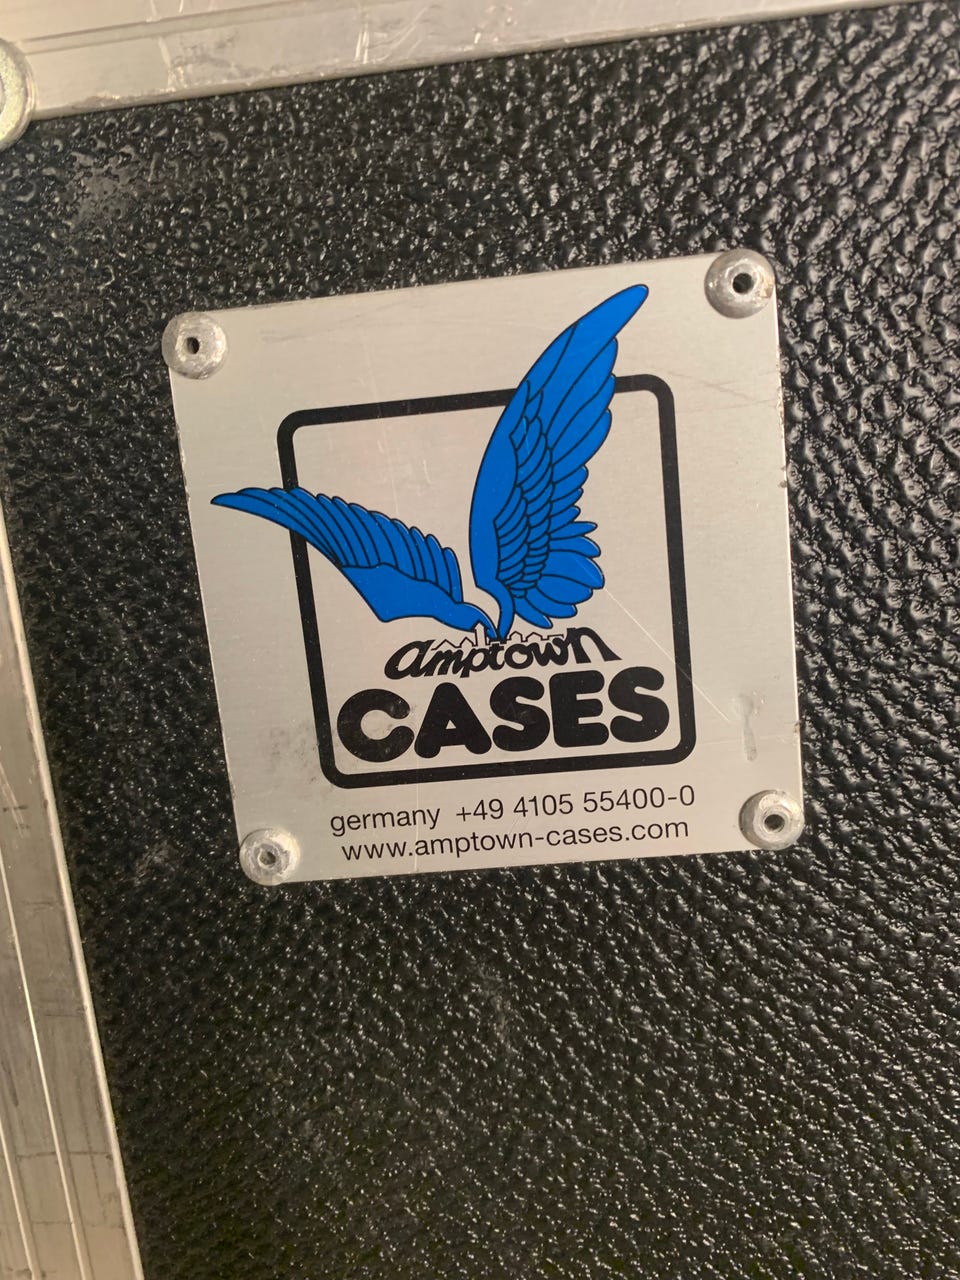 amptown
CASES
germany +49 4105 55400-0
www.amptown-cases.com